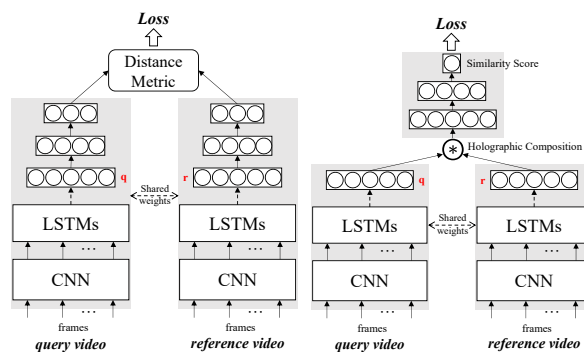 Loss
Distance
Metric
q
r
Shared
weights
LSTMs
LSTMs
...
...
CNN
CNN
...
...
frames
frames
query video
reference video
Loss
Similarity Score
*
Holographic Composition
q
r
Shared
weights
LSTMs
LSTMs
...
...
CNN
CNN
...
...
frames
frames
query video
reference video